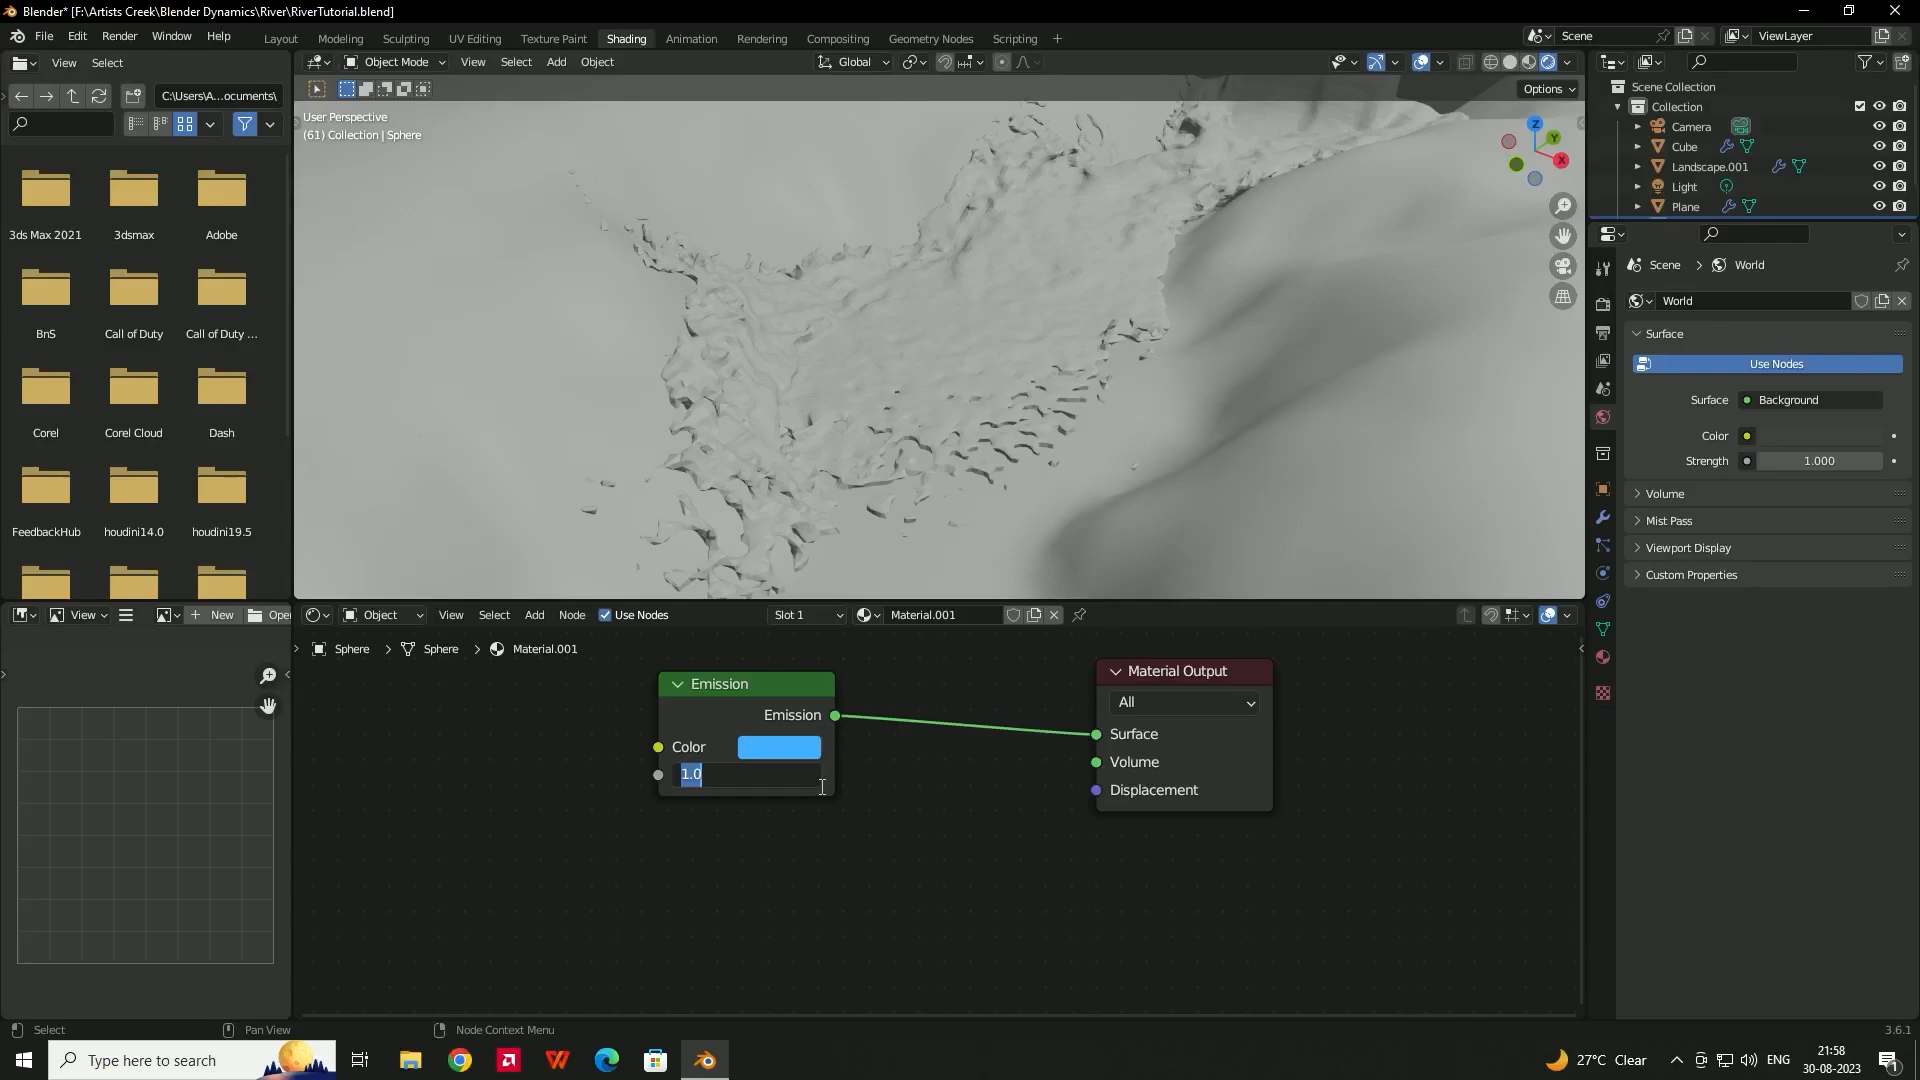 Blender* [F:\Artists Creek\Blender Dynamics\River\RiverTutorial.blend]
File Edit Render Window Help
Layout Modeling Sculpting UV Editing Texture Paint Shading Animation Rendering Compositing Geometry Nodes Scripting +
Scene
ViewLayer
View Select
Object Mode View Select Add Object
Global
C:\Users\A...ocuments\
Options
User Perspective
(61) Collection | Sphere
Z
Y
X
Scene Collection
Collection
Camera
Cube
Landscape.001
Light
Plane
3ds Max 2021 3dsmax Adobe
BnS Call of Duty Call of Duty ...
Corel Corel Cloud Dash
FeedbackHub houdini14.0 houdini19.5
Scene > World
World
Surface
Use Nodes
Surface Background
Color
Strength 1.000
Volume
Mist Pass
Viewport Display
Custom Properties
View + New Ope
Object View Select Add Node Use Nodes Slot 1 Material.001
Sphere > Sphere > Material.001
Emission
Emission
Color
1.0
Material Output
All
Surface
Volume
Displacement
Select Pan View Node Context Menu
3.6.1
Type here to search
27°C Clear
ENG
21:58
30-08-2023
1